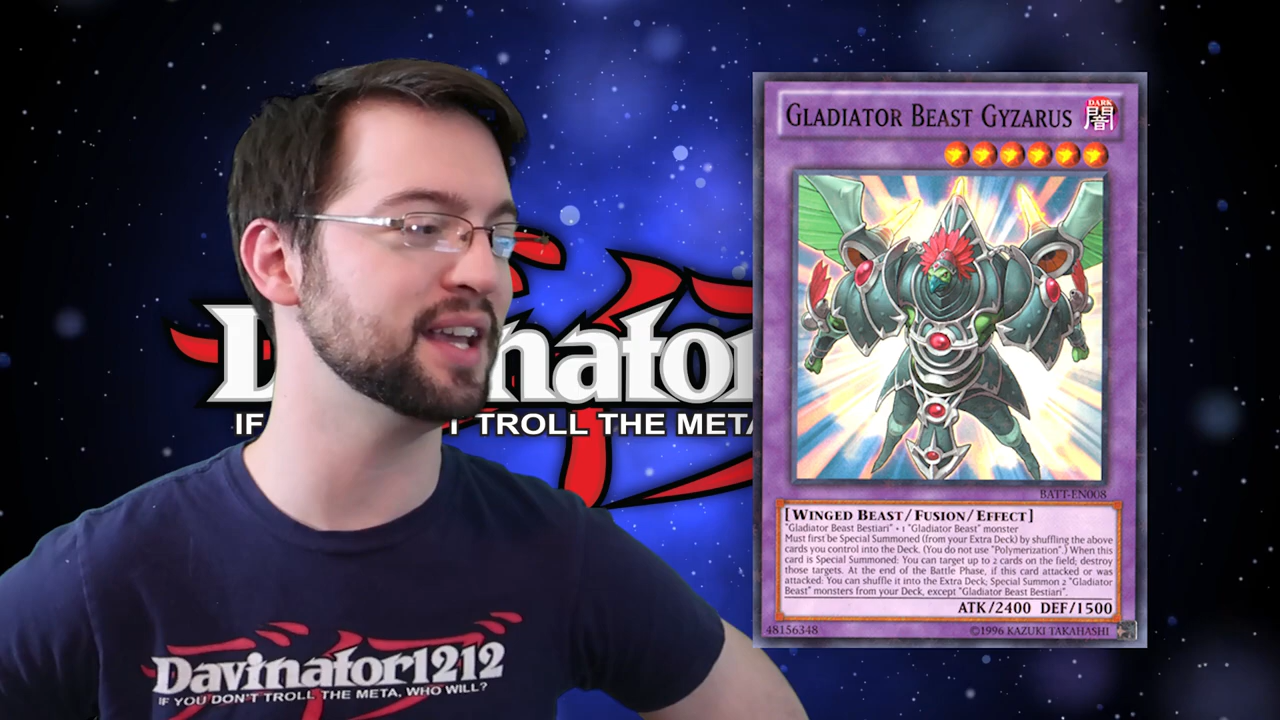 GLADIATOR BEAST GYZARUS
DARK
闇
Davinator
IF T TROLL THE META
BATT-EN008
[WINGED BEAST/FUSION/EFFECT]
"Gladiator Beast Bestiari" + 1 "Gladiator Beast" monster
Must first be Special Summoned (from your Extra Deck) by shuffling the above
cards you control into the Deck. (You do not use "Polymerization".) When this
card is Special Summoned: You can target up to 2 cards on the field; destroy
those targets. At the end of the Battle Phase, if this card attacked or was
attacked: You can shuffle it into the Extra Deck; Special Summon 2 "Gladiator
Beast" monsters from your Deck, except "Gladiator Beast Bestiari".
ATK/2400 DEF/1500
48156348 ©1996 KAZUKI TAKAHASHI
Davinator1212
IF YOU DON'T TROLL THE META, WHO WILL?